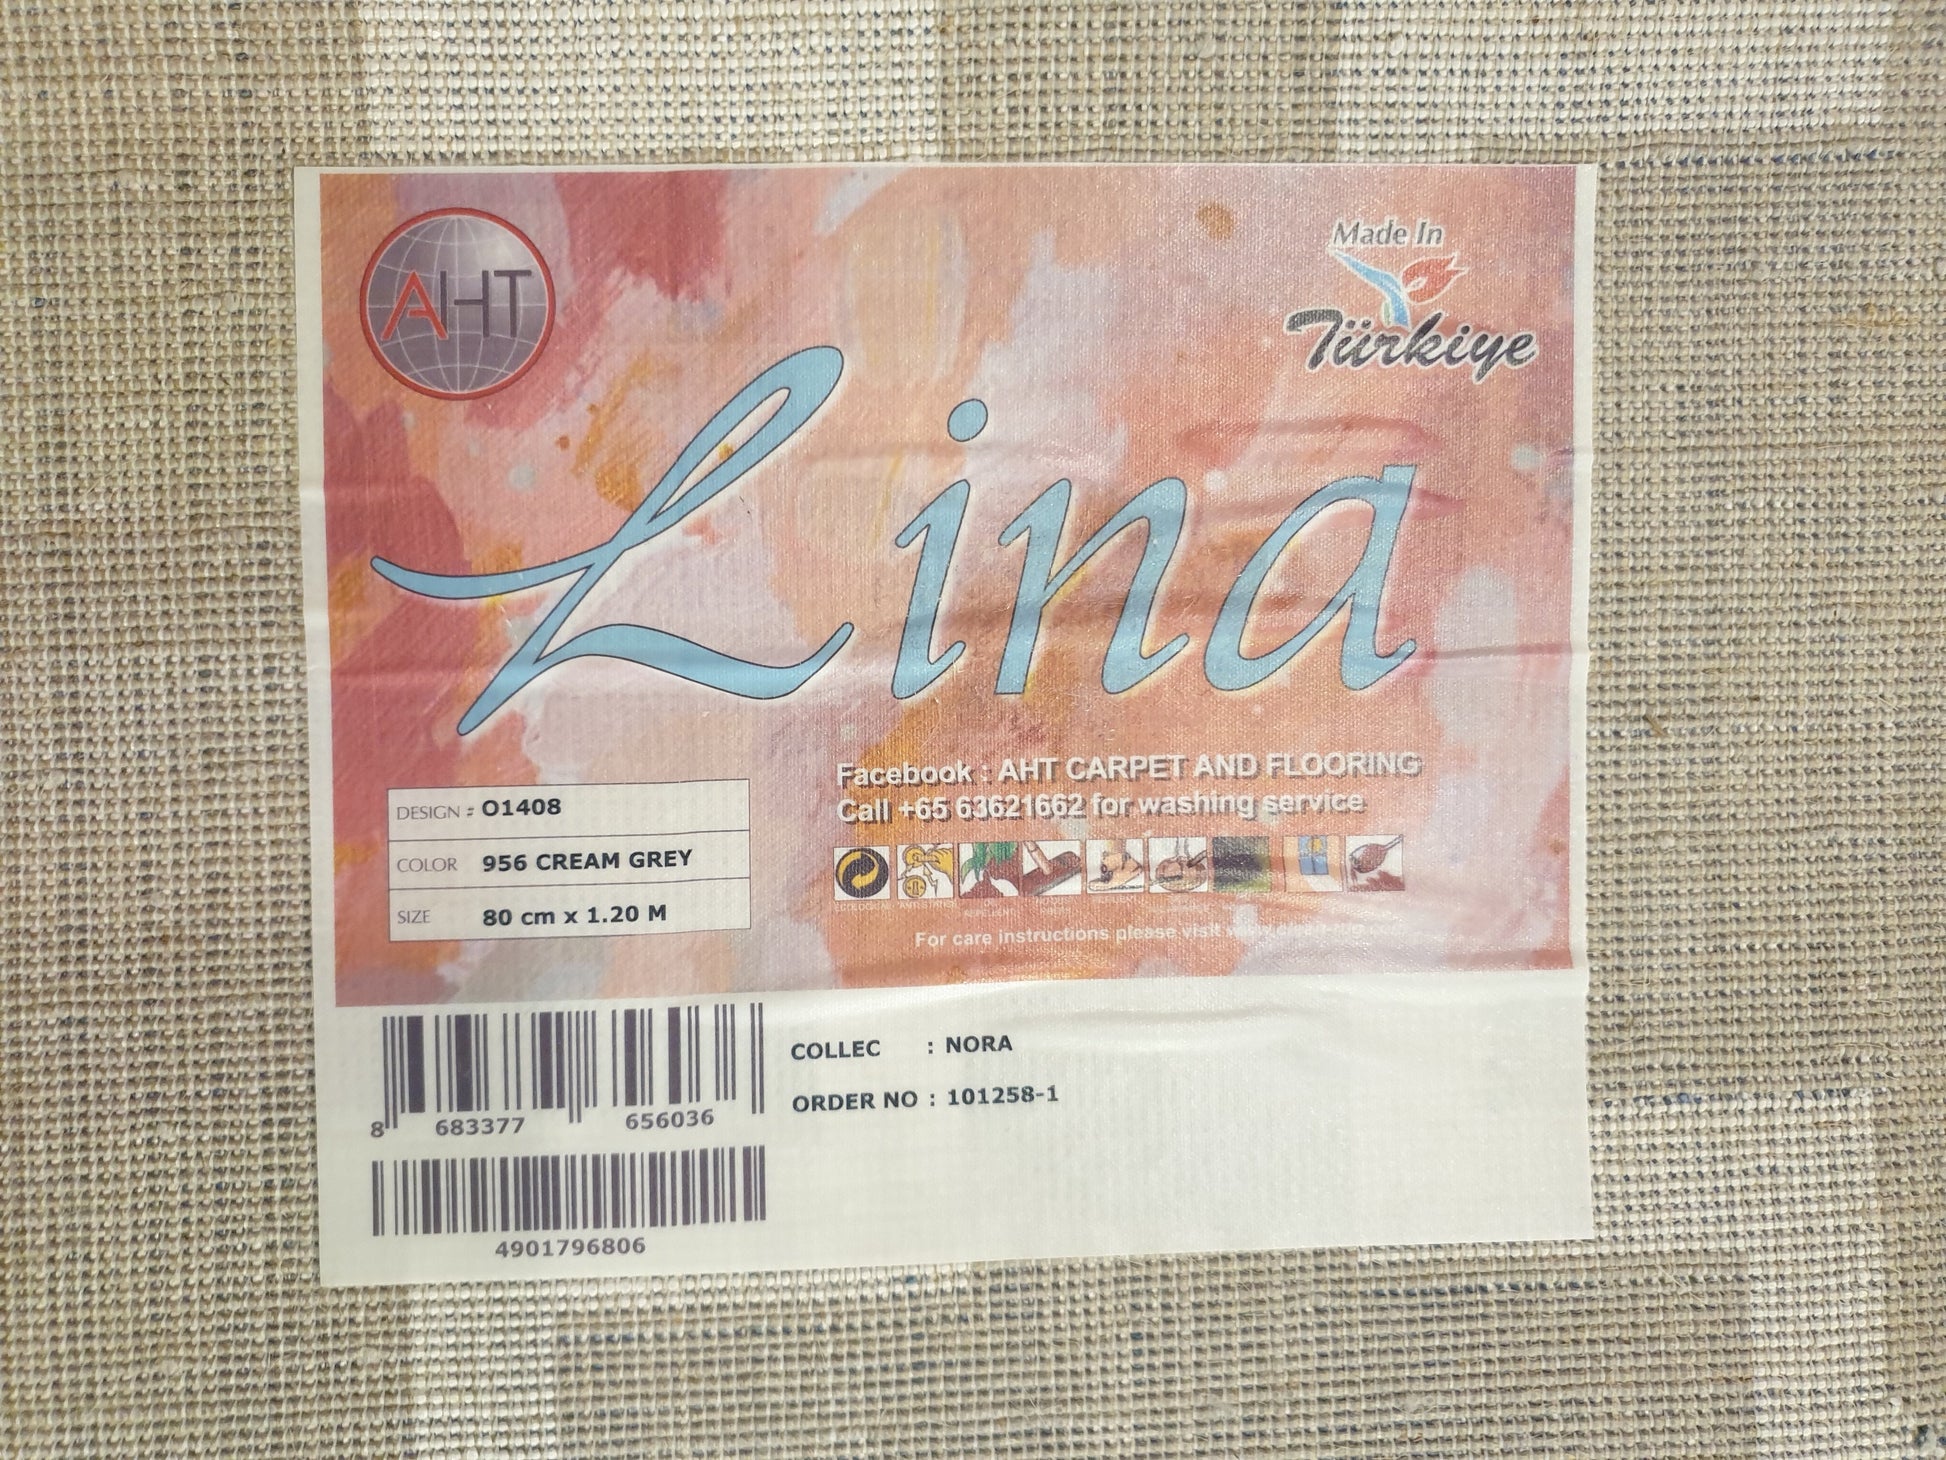 AHT
Made In
Türkiye
Lina
Facebook : AHT CARPET AND FLOORING
Call +65 63621662 for washing service
DESIGN # O1408
COLOR 956 CREAM GREY
SIZE 80 cm x 1.20 M
For care instructions please visit
8 683377 656036
COLLEC : NORA
ORDER NO : 101258-1
4901796806